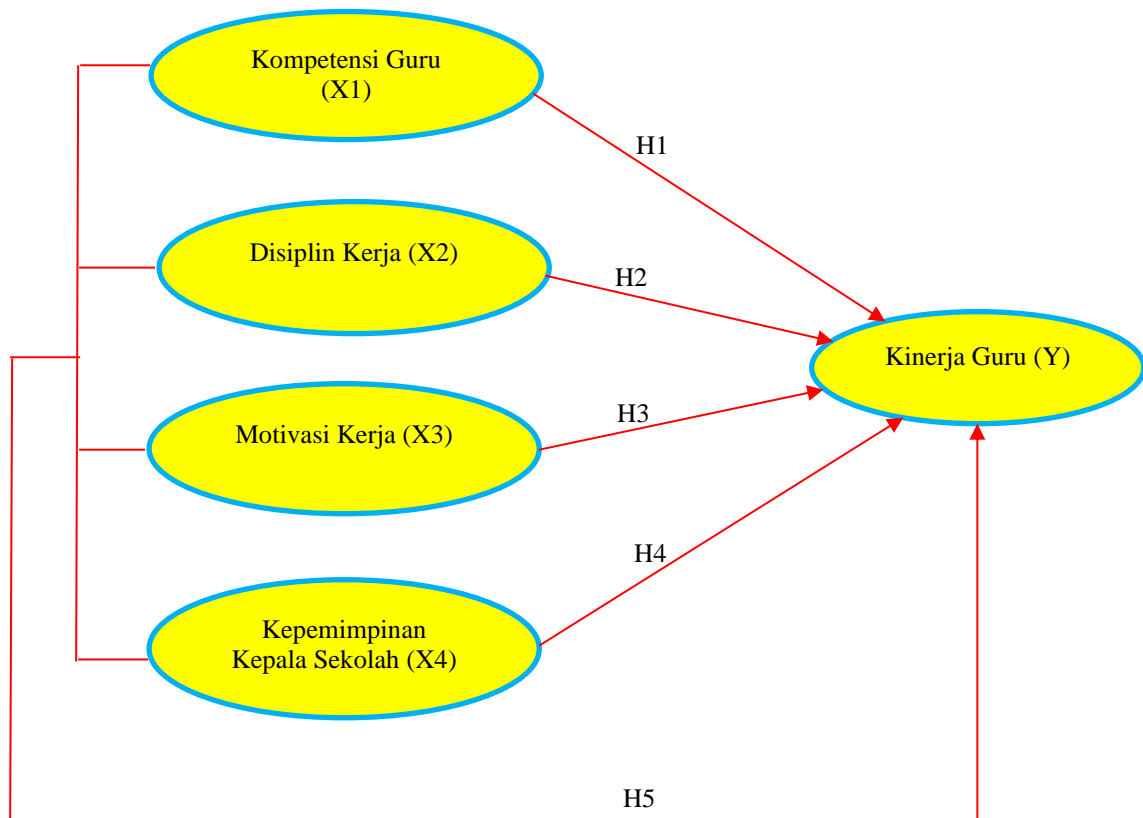 Kompetensi Guru
(X1)
H1
Disiplin Kerja (X2)
H2
Kinerja Guru (Y)
H3
Motivasi Kerja (X3)
H4
Kepemimpinan
Kepala Sekolah (X4)
H5